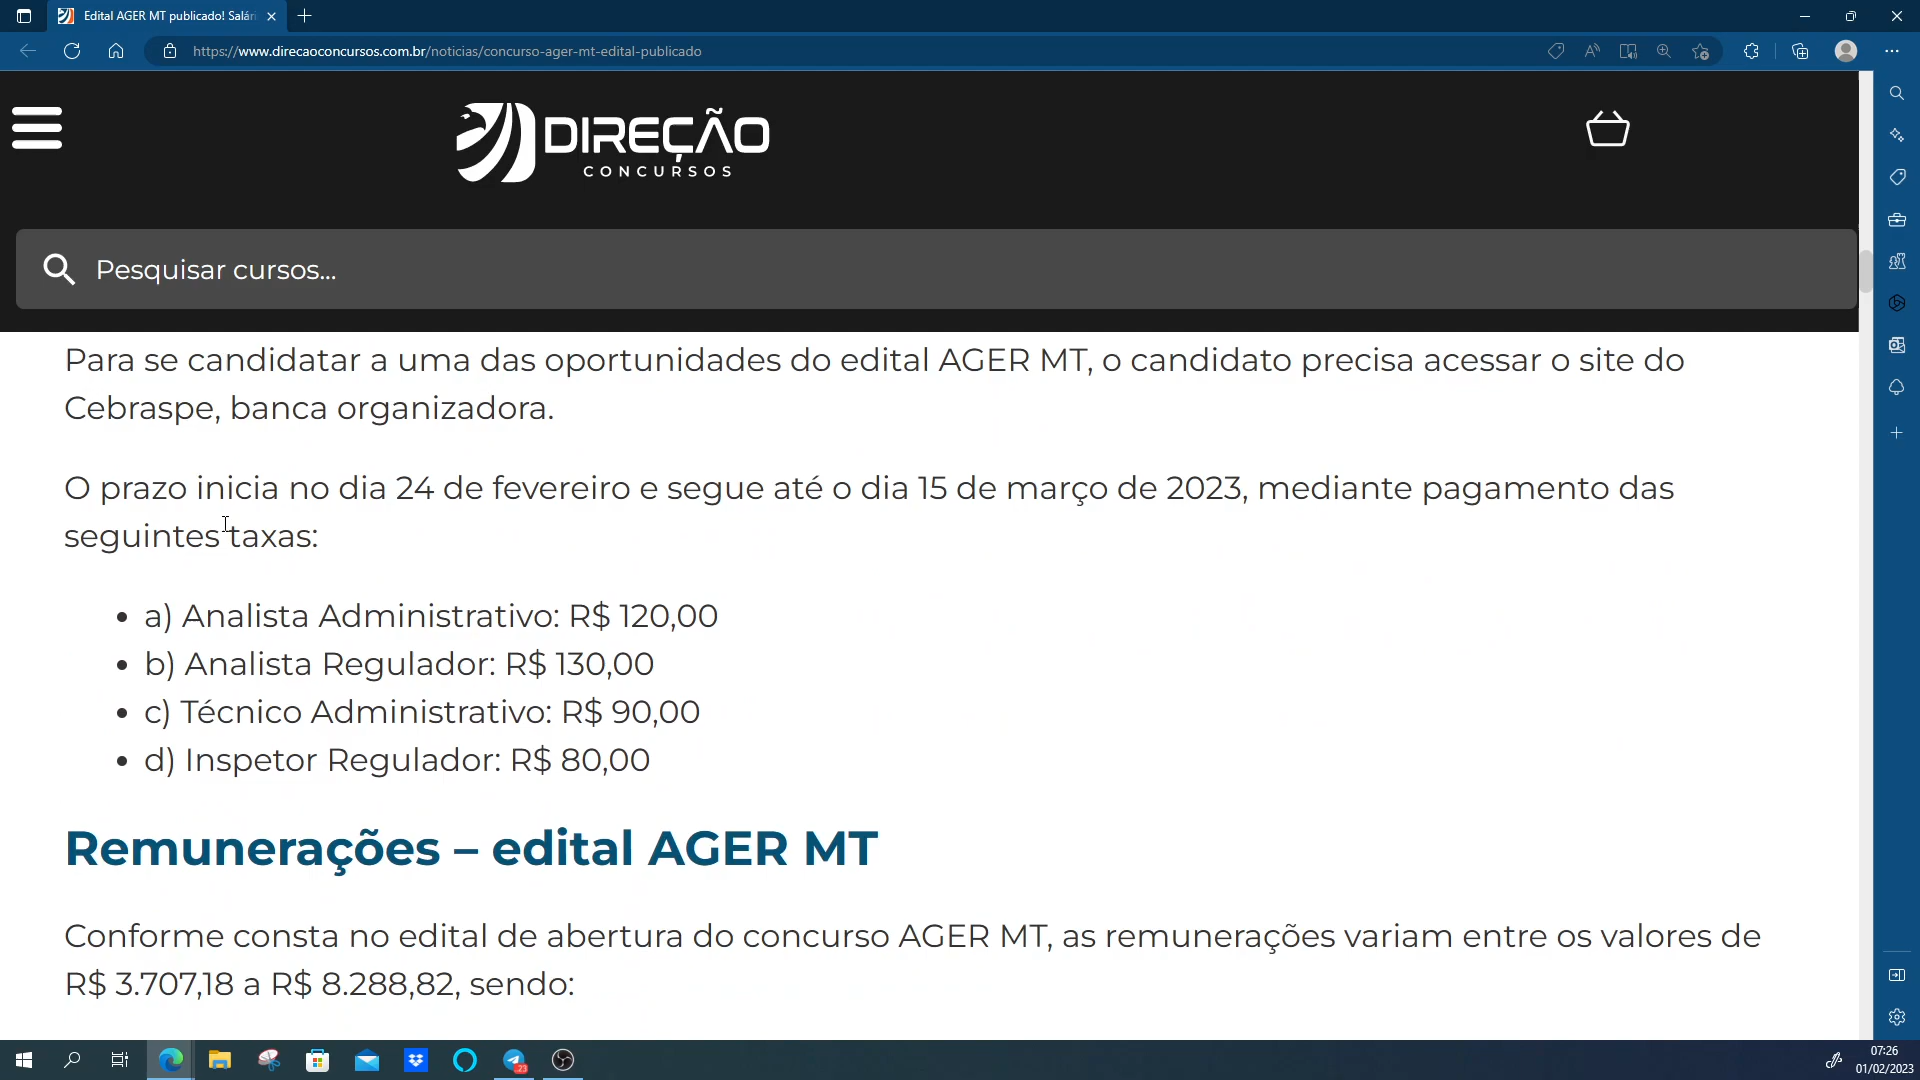 Edital AGER MT publicado! Salári
https://www.direcaoconcursos.com.br/noticias/concurso-ager-mt-edital-publicado
DIREÇÃO
CONCURSOS
Pesquisar cursos...
Para se candidatar a uma das oportunidades do edital AGER MT, o candidato precisa acessar o site do
Cebraspe, banca organizadora.
O prazo inicia no dia 24 de fevereiro e segue até o dia 15 de março de 2023, mediante pagamento das
seguintes taxas:
• a) Analista Administrativo: R$ 120,00
• b) Analista Regulador: R$ 130,00
• c) Técnico Administrativo: R$ 90,00
• d) Inspetor Regulador: R$ 80,00
Remunerações – edital AGER MT
Conforme consta no edital de abertura do concurso AGER MT, as remunerações variam entre os valores de
R$ 3.707,18 a R$ 8.288,82, sendo:
23
07:26
01/02/2023